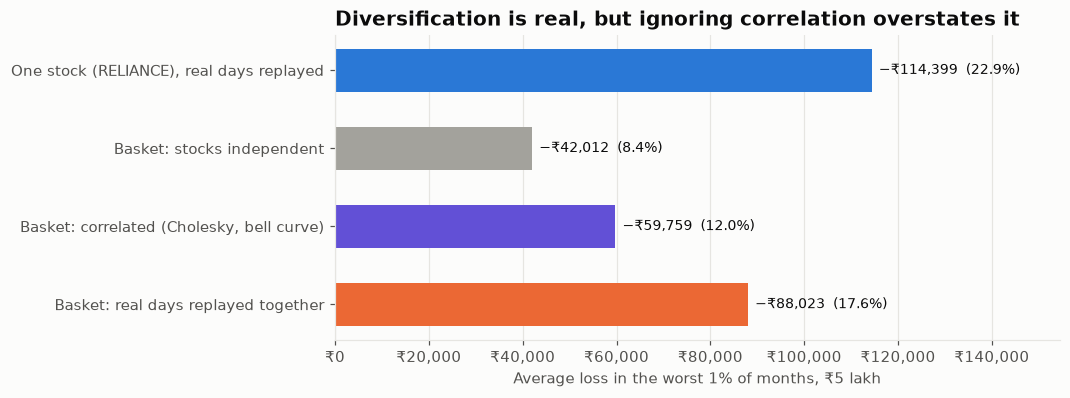 Diversification is real, but ignoring correlation overstates it
One stock (RELIANCE), real days replayed
−₹114,399 (22.9%)
Basket: stocks independent
−₹42,012 (8.4%)
Basket: correlated (Cholesky, bell curve)
−₹59,759 (12.0%)
Basket: real days replayed together
−₹88,023 (17.6%)
₹0 ₹20,000 ₹40,000 ₹60,000 ₹80,000 ₹100,000 ₹120,000 ₹140,000
Average loss in the worst 1% of months, ₹5 lakh